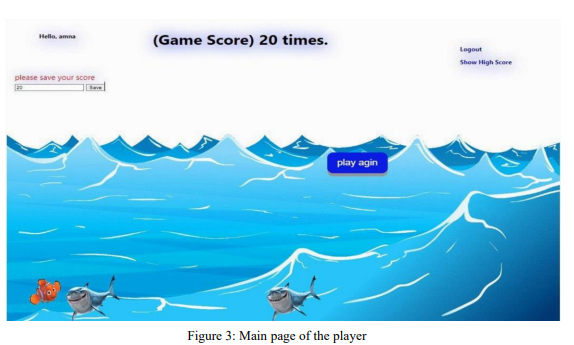 Hello, amna
(Game Score) 20 times.
Logout
Show High Score
please save your score
20
Save
play agin
Figure 3: Main page of the player